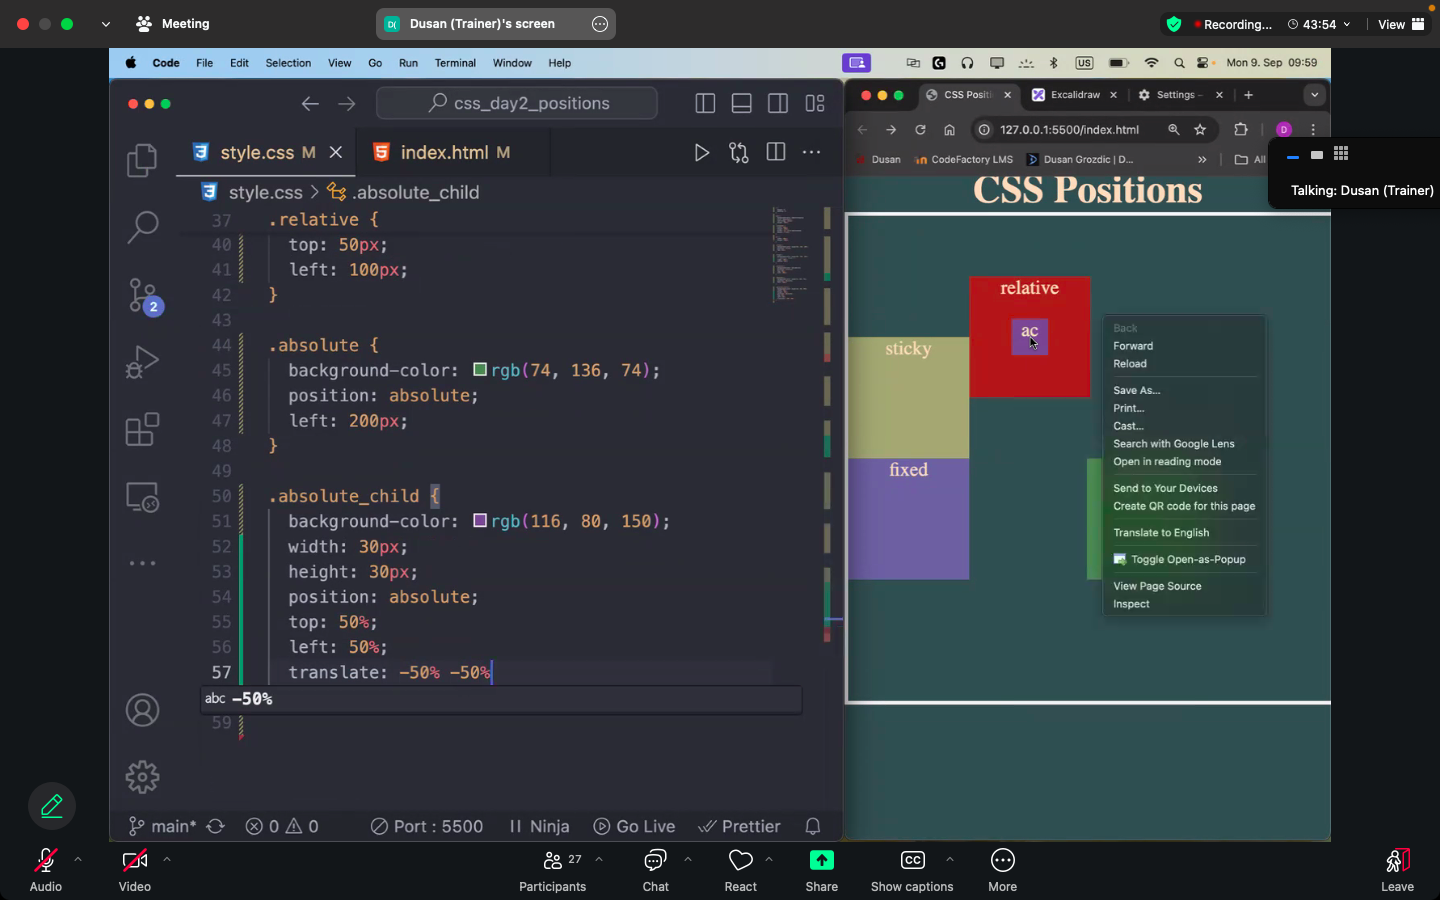 Meeting
D( Dusan (Trainer)'s screen
Recording...
43:54
View
Code File Edit Selection View Go Run Terminal Window Help
US
Mon 9. Sep 09:59
css_day2_positions
style.css M
index.html M
style.css > .absolute_child
37 .relative {
40 top: 50px;
41 left: 100px;
42 }
43
44 .absolute {
45 background-color: rgb(74, 136, 74);
46 position: absolute;
47 left: 200px;
48 }
49
50 .absolute_child {
51 background-color: rgb(116, 80, 150);
52 width: 30px;
53 height: 30px;
54 position: absolute;
55 top: 50%;
56 left: 50%;
57 translate: -50% -50%
abc -50%
59
2
main* 0 0 Port : 5500 Ninja Go Live Prettier
CSS Positi
Excalidraw
Settings -
127.0.0.1:5500/index.html
D
Dusan
CodeFactory LMS
Dusan Grozdic | D...
All
Talking: Dusan (Trainer)
CSS Positions
relative
ac
sticky
fixed
Back
Forward
Reload
Save As...
Print...
Cast...
Search with Google Lens
Open in reading mode
Send to Your Devices
Create QR code for this page
Translate to English
Toggle Open-as-Popup
View Page Source
Inspect
Audio
Video
27
Participants
Chat
React
Share
CC
Show captions
More
Leave